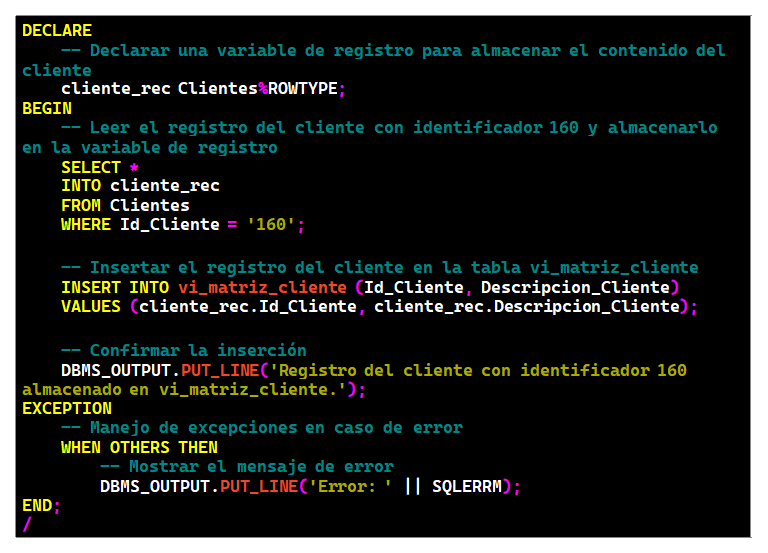 DECLARE
-- Declarar una variable de registro para almacenar el contenido del
cliente
cliente_rec Clientes%ROWTYPE;
BEGIN
-- Leer el registro del cliente con identificador 160 y almacenarlo
en la variable de registro
SELECT *
INTO cliente_rec
FROM Clientes
WHERE Id_Cliente = '160';
-- Insertar el registro del cliente en la tabla vi_matriz_cliente
INSERT INTO vi_matriz_cliente (Id_Cliente, Descripcion_Cliente)
VALUES (cliente_rec.Id_Cliente, cliente_rec.Descripcion_Cliente);
-- Confirmar la inserción
DBMS_OUTPUT.PUT_LINE('Registro del cliente con identificador 160
almacenado en vi_matriz_cliente.');
EXCEPTION
-- Manejo de excepciones en caso de error
WHEN OTHERS THEN
-- Mostrar el mensaje de error
DBMS_OUTPUT.PUT_LINE('Error: ' || SQLERRM);
END;
/